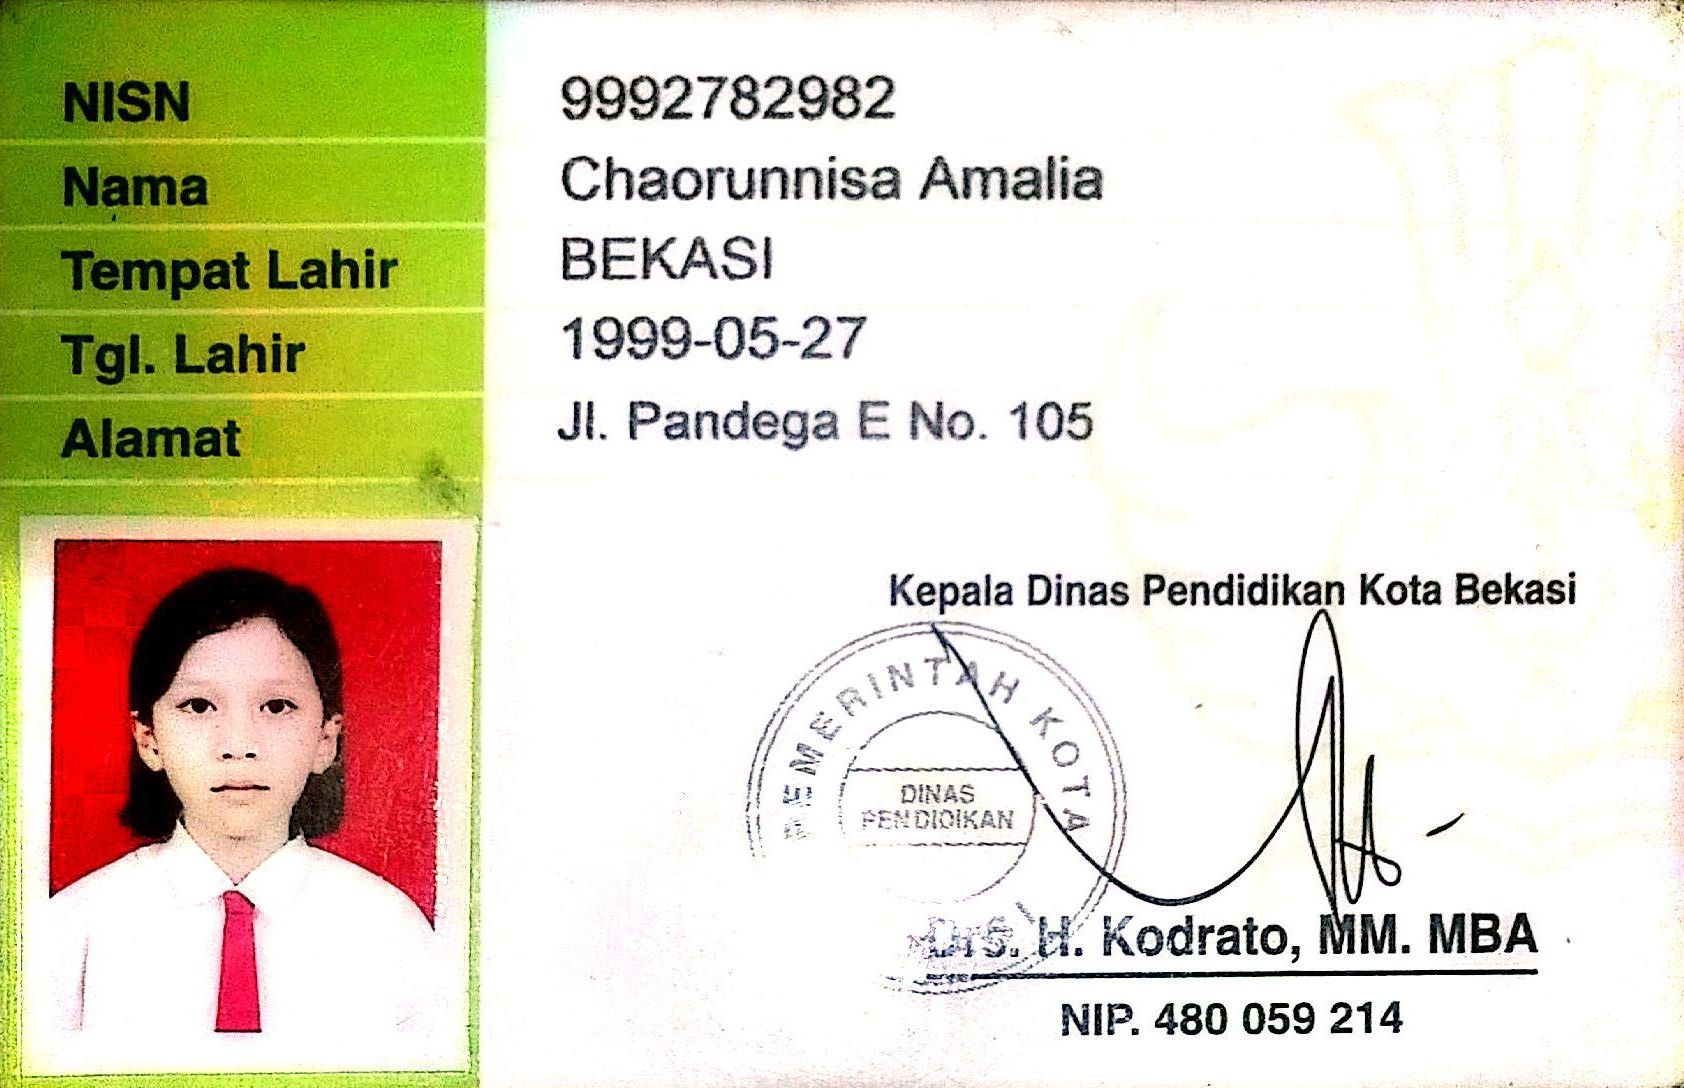 NISN 9992782982
Nama Chaorunnisa Amalia
Tempat Lahir BEKASI
Tgl. Lahir 1999-05-27
Alamat Jl. Pandega E No. 105
Kepala Dinas Pendidikan Kota Bekasi
PEMERINTAH KOTA
DINAS
PENDIDIKAN
Drs. H. Kodrato, MM. MBA
NIP. 480 059 214